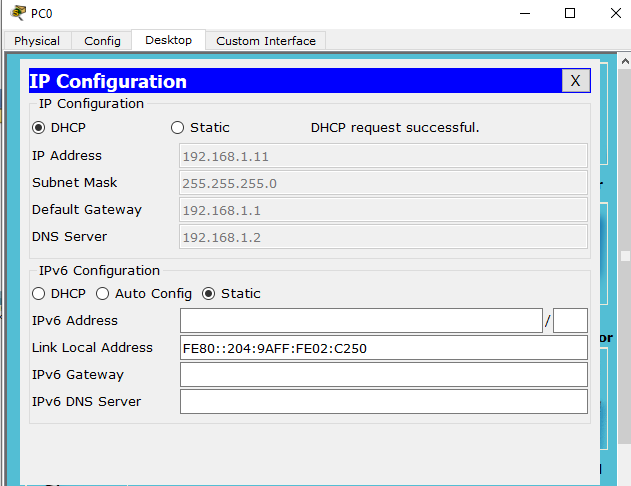 PC0
Physical Config Desktop Custom Interface
IP Configuration X
IP Configuration
DHCP Static DHCP request successful.
IP Address 192.168.1.11
Subnet Mask 255.255.255.0
Default Gateway 192.168.1.1
DNS Server 192.168.1.2
IPv6 Configuration
DHCP Auto Config Static
IPv6 Address /
Link Local Address FE80::204:9AFF:FE02:C250
IPv6 Gateway
IPv6 DNS Server